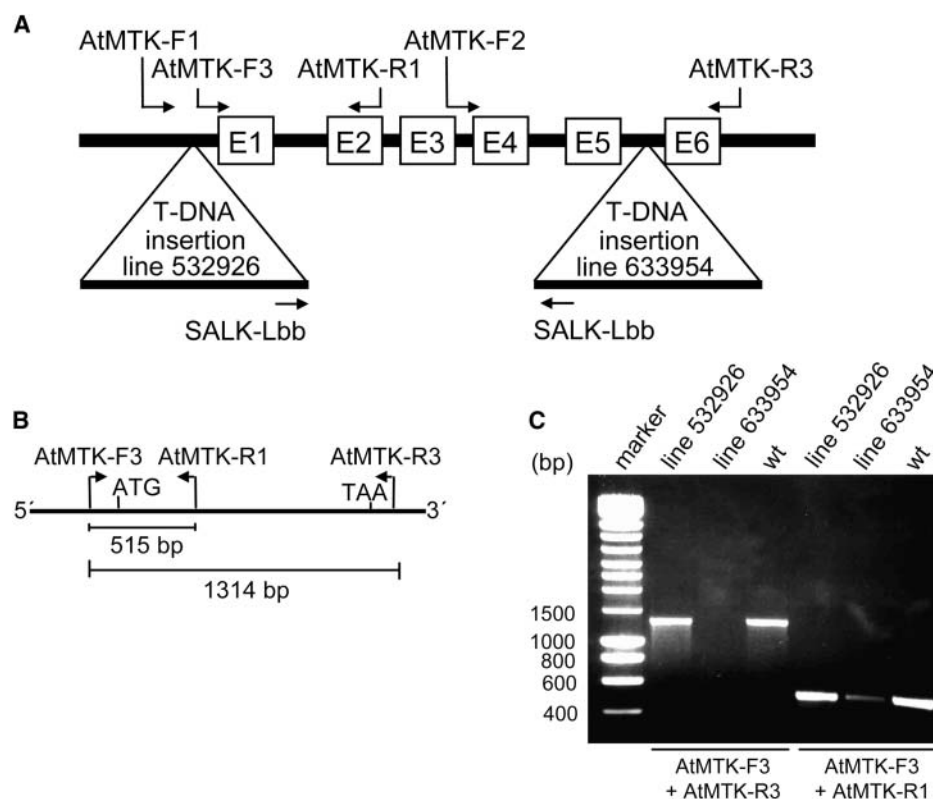 A
AtMTK-F1
AtMTK-F3
AtMTK-R1
AtMTK-F2
AtMTK-R3
E1
E2
E3
E4
E5
E6
T-DNA
insertion
line 532926
T-DNA
insertion
line 633954
SALK-Lbb
SALK-Lbb
B
AtMTK-F3
AtMTK-R1
AtMTK-R3
ATG
TAA
5´
3´
515 bp
1314 bp
C
(bp)
marker
line 532926
line 633954
wt
line 532926
line 633954
wt
1500
1000
800
600
400
AtMTK-F3
+ AtMTK-R3
AtMTK-F3
+ AtMTK-R1